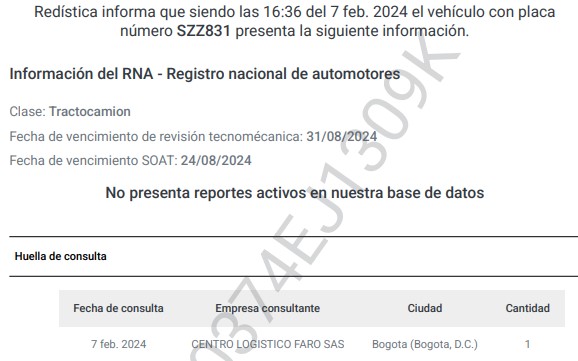 Redística informa que siendo las 16:36 del 7 feb. 2024 el vehículo con placa
número SZZ831 presenta la siguiente información.
Información del RNA - Registro nacional de automotores
Clase: Tractocamion
Fecha de vencimiento de revisión tecnomécanica: 31/08/2024
Fecha de vencimiento SOAT: 24/08/2024
No presenta reportes activos en nuestra base de datos
Huella de consulta
Fecha de consulta Empresa consultante Ciudad Cantidad
7 feb. 2024 CENTRO LOGISTICO FARO SAS Bogota (Bogota, D.C.) 1
0374EJ1309K